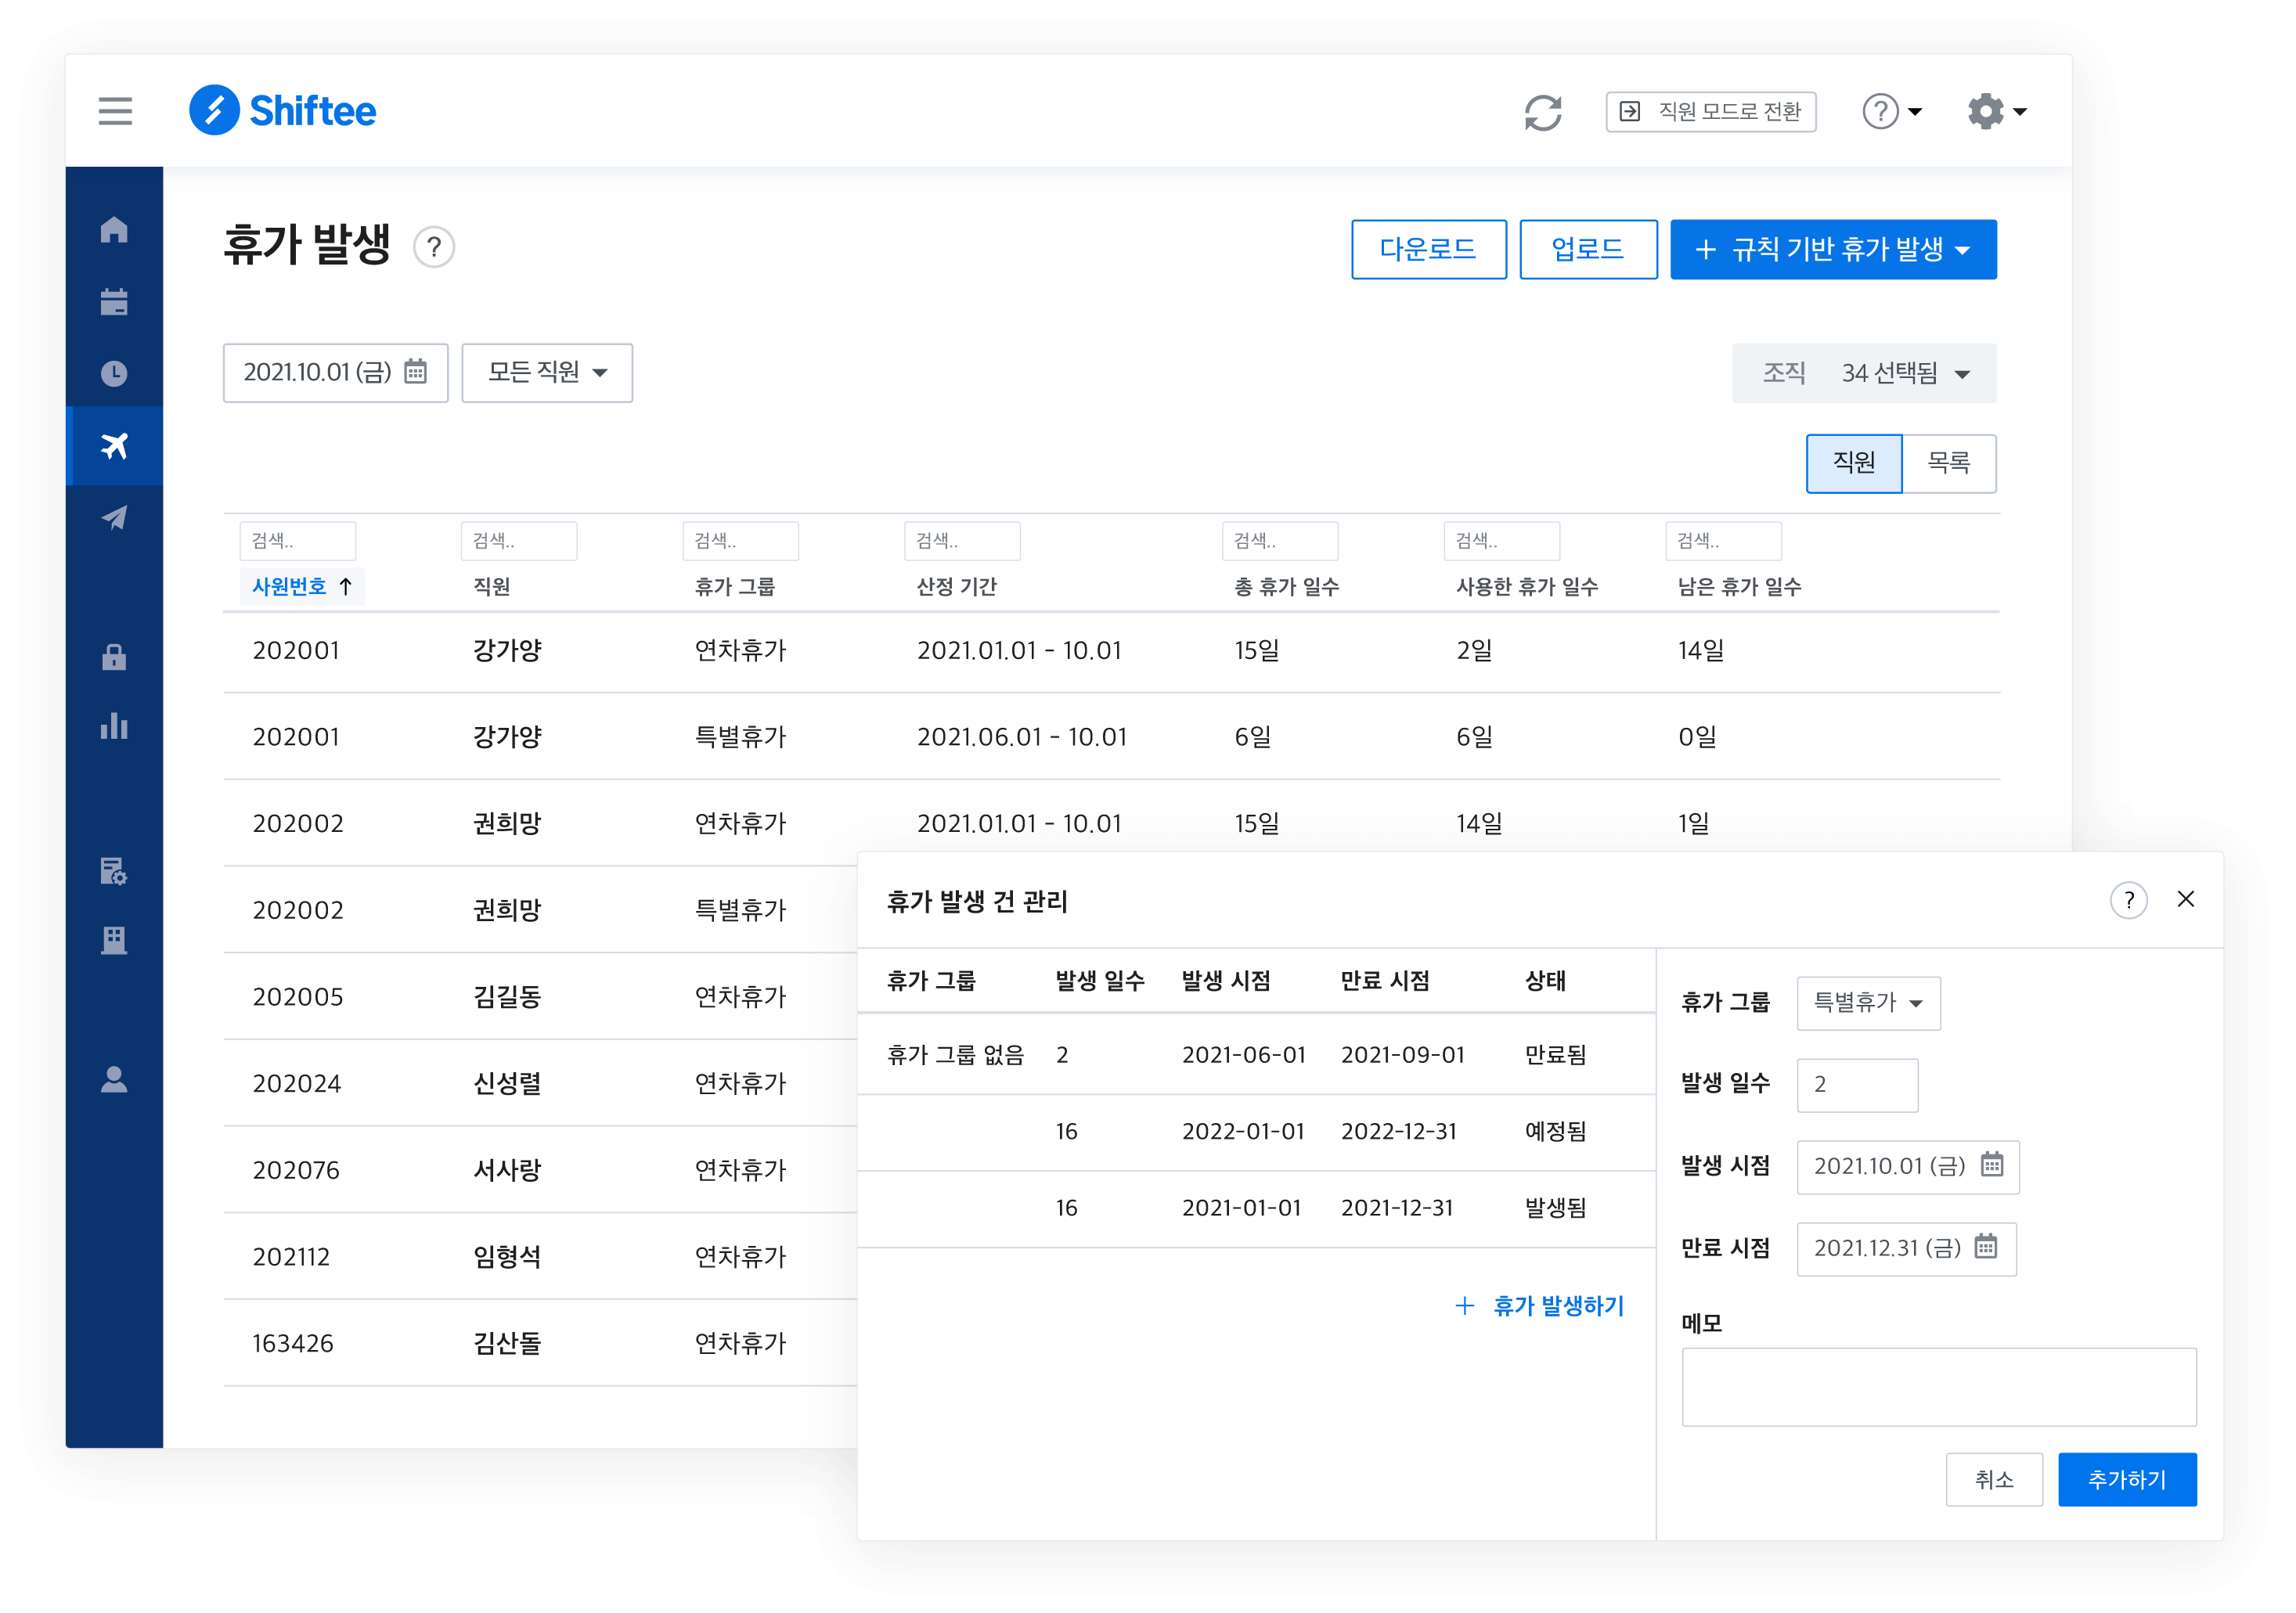 Shiftee
직원 모드로 전환
?
휴가 발생 ?
다운로드 업로드 + 규칙 기반 휴가 발생
2021.10.01 (금) 모든 직원 조직 34 선택됨
직원 목록
검색.. 검색.. 검색.. 검색.. 검색.. 검색.. 검색..
사원번호 ↑ 직원 휴가 그룹 산정 기간 총 휴가 일수 사용한 휴가 일수 남은 휴가 일수
202001 강가양 연차휴가 2021.01.01 - 10.01 15일 2일 14일
202001 강가양 특별휴가 2021.06.01 - 10.01 6일 6일 0일
202002 권희망 연차휴가 2021.01.01 - 10.01 15일 14일 1일
202002 권희망 특별휴가
202005 김길동 연차휴가
202024 신성렬 연차휴가
202076 서사랑 연차휴가
202112 임형석 연차휴가
163426 김산돌 연차휴가
휴가 발생 건 관리 ?
휴가 그룹 발생 일수 발생 시점 만료 시점 상태
휴가 그룹 없음 2 2021-06-01 2021-09-01 만료됨
16 2022-01-01 2022-12-31 예정됨
16 2021-01-01 2021-12-31 발생됨
+ 휴가 발생하기
휴가 그룹 특별휴가
발생 일수 2
발생 시점 2021.10.01 (금)
만료 시점 2021.12.31 (금)
메모
취소 추가하기